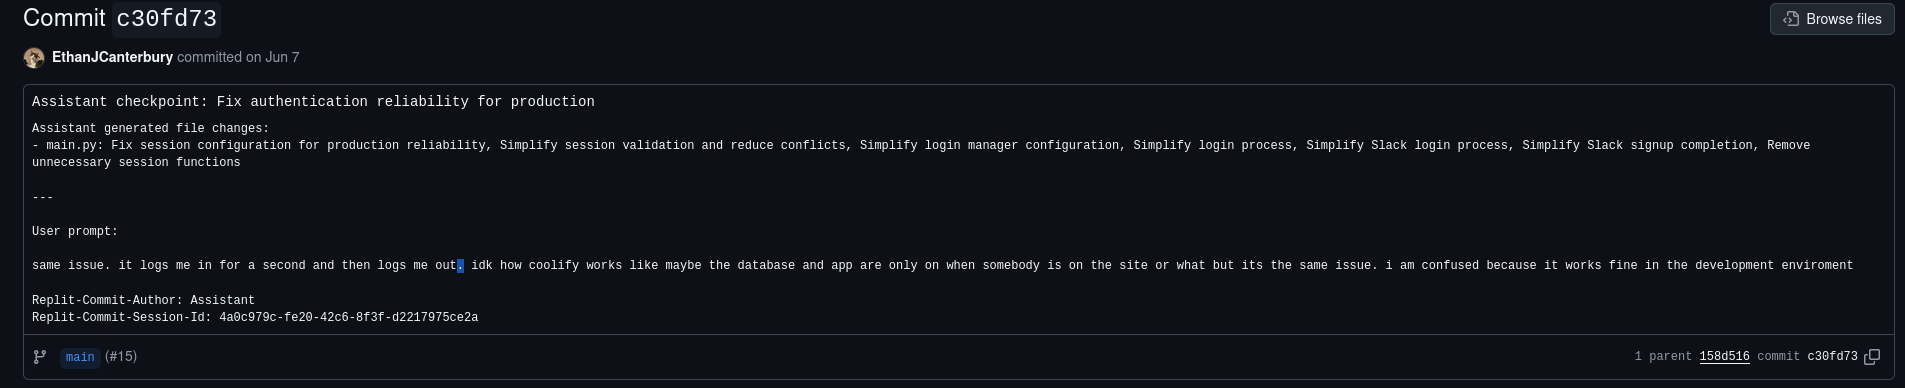 Commit c30fd73
Browse files
EthanJCanterbury committed on Jun 7
Assistant checkpoint: Fix authentication reliability for production
Assistant generated file changes:
- main.py: Fix session configuration for production reliability, Simplify session validation and reduce conflicts, Simplify login manager configuration, Simplify login process, Simplify Slack login process, Simplify Slack signup completion, Remove
unnecessary session functions
---
User prompt:
same issue. it logs me in for a second and then logs me out. idk how coolify works like maybe the database and app are only on when somebody is on the site or what but its the same issue. i am confused because it works fine in the development enviroment
Replit-Commit-Author: Assistant
Replit-Commit-Session-Id: 4a0c979c-fe20-42c6-8f3f-d2217975ce2a
main (#15)
1 parent 158d516 commit c30fd73